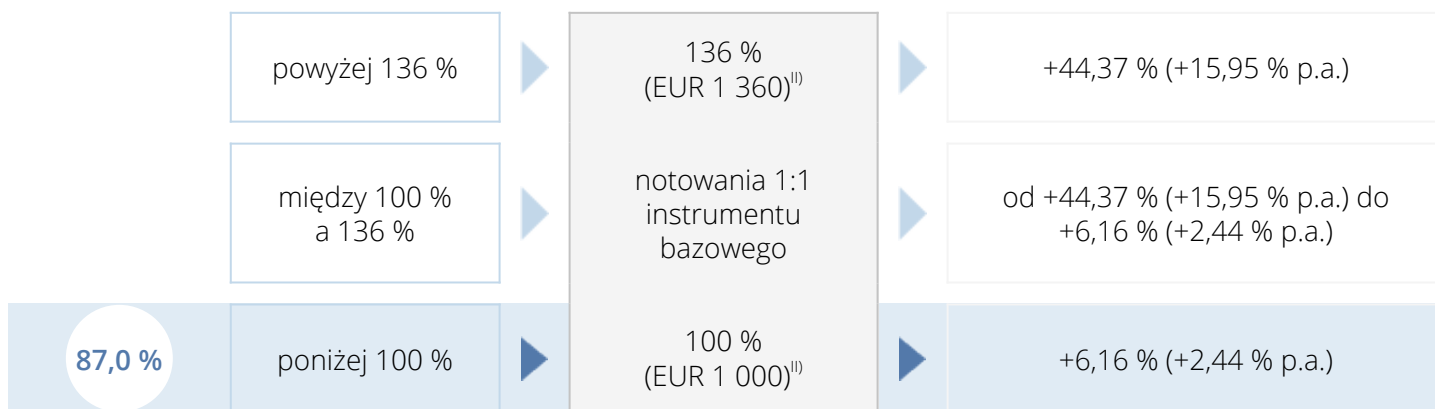 powyżej 136 %
136 %
(EUR 1 360)II)
+44,37 % (+15,95 % p.a.)
między 100 %
a 136 %
notowania 1:1
instrumentu
bazowego
od +44,37 % (+15,95 % p.a.) do
+6,16 % (+2,44 % p.a.)
87,0 %
poniżej 100 %
100 %
(EUR 1 000)II)
+6,16 % (+2,44 % p.a.)